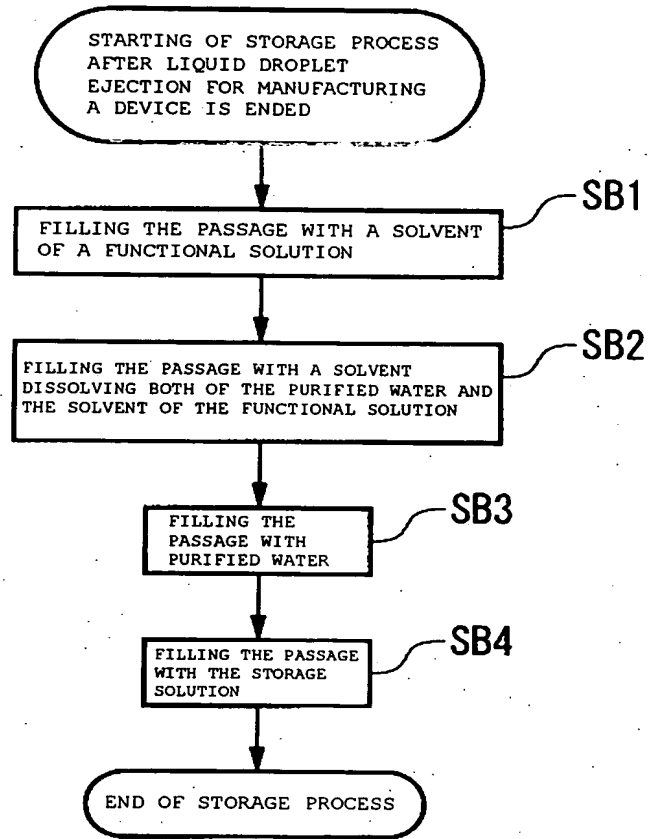 STARTING OF STORAGE PROCESS
AFTER LIQUID DROPLET
EJECTION FOR MANUFACTURING
A DEVICE IS ENDED
SB1
FILLING THE PASSAGE WITH A SOLVENT
OF A FUNCTIONAL SOLUTION
SB2
FILLING THE PASSAGE WITH A SOLVENT
DISSOLVING BOTH OF THE PURIFIED WATER AND
THE SOLVENT OF THE FUNCTIONAL SOLUTION
SB3
FILLING THE
PASSAGE WITH
PURIFIED WATER
SB4
FILLING THE PASSAGE
WITH THE STORAGE
SOLUTION
END OF STORAGE PROCESS